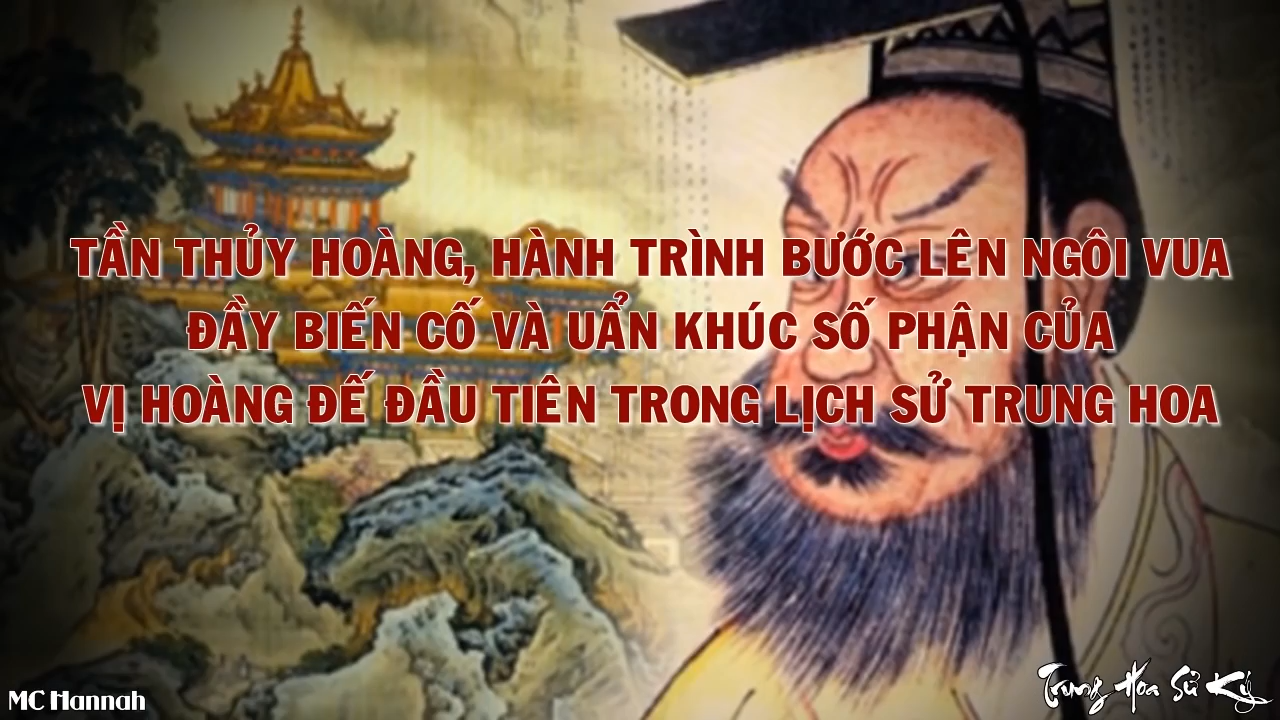 TẦN THỦY HOÀNG, HÀNH TRÌNH BƯỚC LÊN NGÔI VUA
ĐẦY BIẾN CỐ VÀ UẨN KHÚC SỐ PHẬN CỦA
VỊ HOÀNG ĐẾ ĐẦU TIÊN TRONG LỊCH SỬ TRUNG HOA
MC Hannah
Trung Hoa Sử Ký